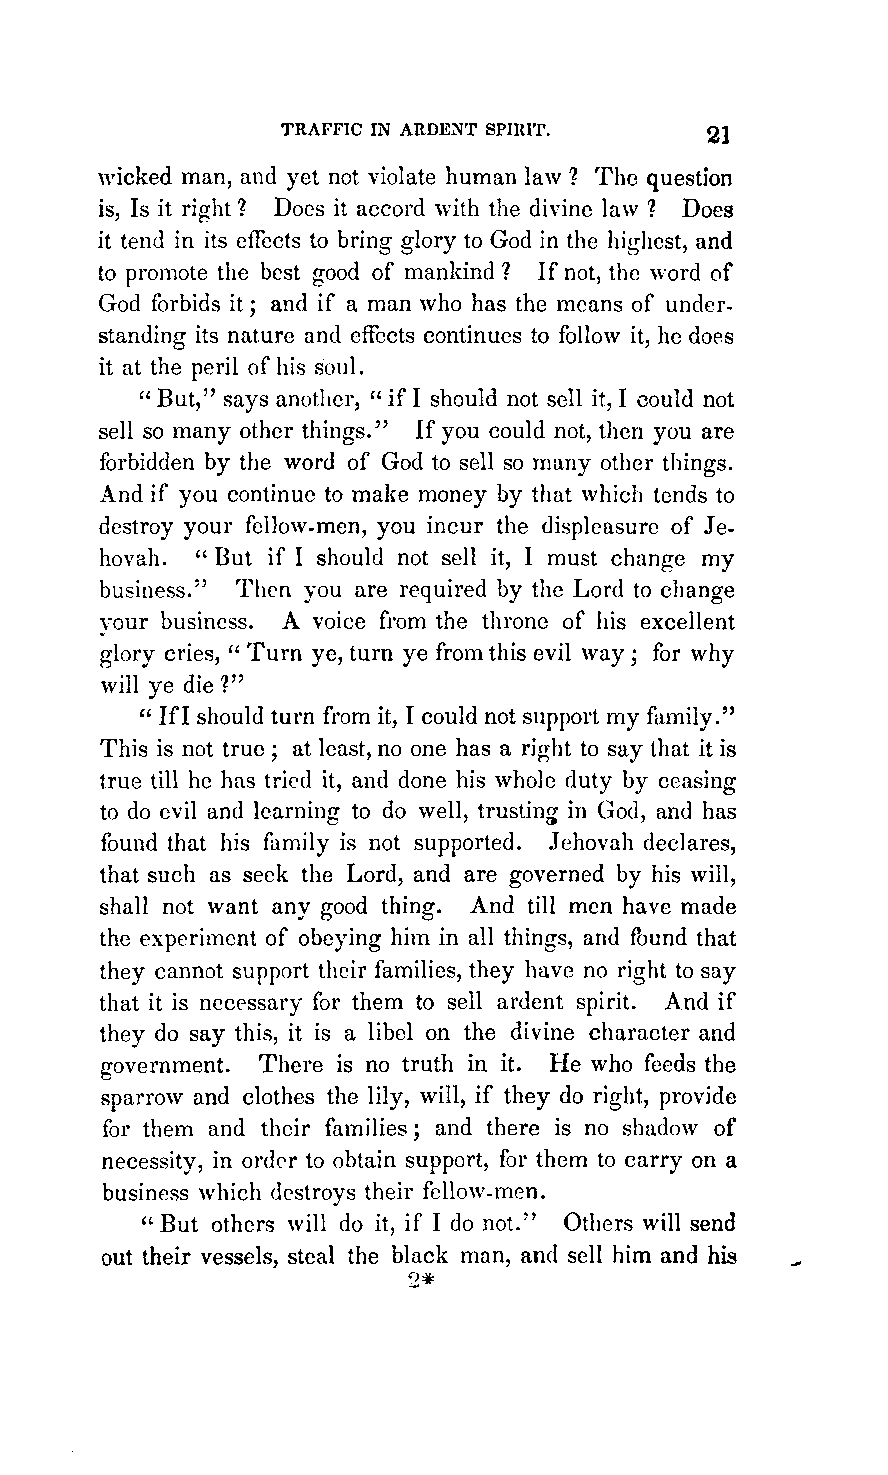 TRAFFIC IN ARDENT SPIRIT. 21
wicked man, and yet not violate human law? The question
is, Is it right? Does it accord with the divine law? Does
it tend in its effects to bring glory to God in the highest, and
to promote the best good of mankind? If not, the word of
God forbids it; and if a man who has the means of under-
standing its nature and effects continues to follow it, he does
it at the peril of his soul.
"But," says another, "if I should not sell it, I could not
sell so many other things." If you could not, then you are
forbidden by the word of God to sell so many other things.
And if you continue to make money by that which tends to
destroy your fellow-men, you incur the displeasure of Je-
hovah. "But if I should not sell it, I must change my
business." Then you are required by the Lord to change
your business. A voice from the throne of his excellent
glory cries, "Turn ye, turn ye from this evil way; for why
will ye die?"
"If I should turn from it, I could not support my family."
This is not true; at least, no one has a right to say that it is
true till he has tried it, and done his whole duty by ceasing
to do evil and learning to do well, trusting in God, and has
found that his family is not supported. Jehovah declares,
that such as seek the Lord, and are governed by his will,
shall not want any good thing. And till men have made
the experiment of obeying him in all things, and found that
they cannot support their families, they have no right to say
that it is necessary for them to sell ardent spirit. And if
they do say this, it is a libel on the divine character and
government. There is no truth in it. He who feeds the
sparrow and clothes the lily, will, if they do right, provide
for them and their families; and there is no shadow of
necessity, in order to obtain support, for them to carry on a
business which destroys their fellow-men.
"But others will do it, if I do not." Others will send
out their vessels, steal the black man, and sell him and his
2*